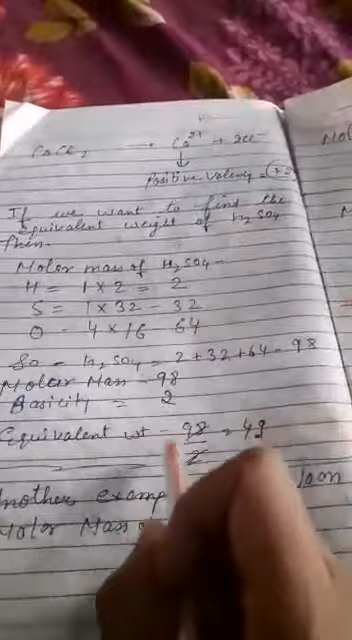 CaCl2 → Ca2+ + 2Cl-
↓
Positive Valency = (+2)
If we want to find the
Equivalent weight of H2SO4
Then.
Molar mass of H2SO4 -
H = 1 × 2 = 2
S = 1 × 32 - 32
O - 4 × 16 - 64
So = H2SO4 = 2+32+64 - 98
Molar Mass - 98
Basicity = 2
Equivalent wt - 98/2 = 49
Another examp
Molar Mass